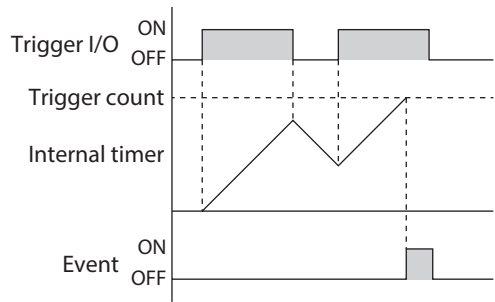 Trigger I/O ON
OFF
Trigger count
Internal timer
Event ON
OFF